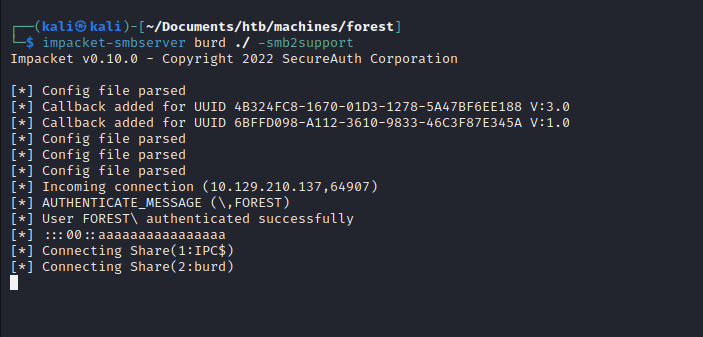 ┌──(kali㉿kali)-[~/Documents/htb/machines/forest]
└─$ impacket-smbserver burd ./ -smb2support
Impacket v0.10.0 - Copyright 2022 SecureAuth Corporation
[*] Config file parsed
[*] Callback added for UUID 4B324FC8-1670-01D3-1278-5A47BF6EE188 V:3.0
[*] Callback added for UUID 6BFFD098-A112-3610-9833-46C3F87E345A V:1.0
[*] Config file parsed
[*] Config file parsed
[*] Config file parsed
[*] Incoming connection (10.129.210.137,64907)
[*] AUTHENTICATE_MESSAGE (\,FOREST)
[*] User FOREST\ authenticated successfully
[*] :::00::aaaaaaaaaaaaaaaa
[*] Connecting Share(1:IPC$)
[*] Connecting Share(2:burd)